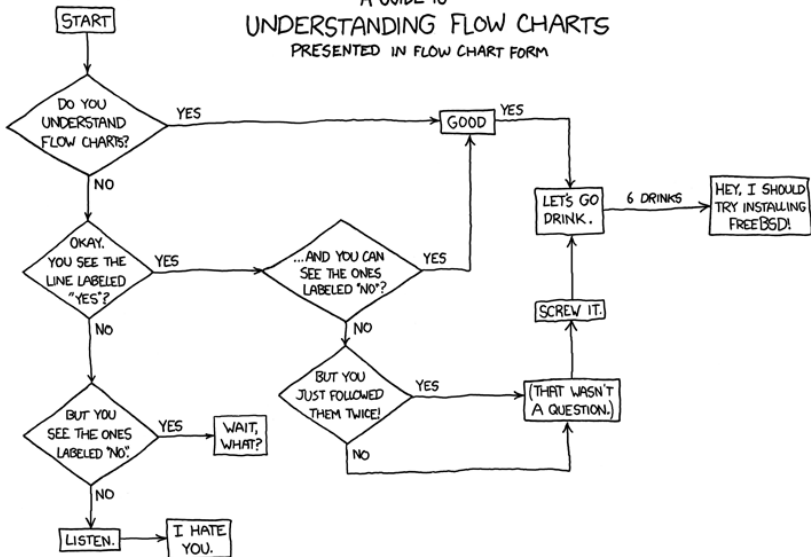 A GUIDE TO
UNDERSTANDING FLOW CHARTS
PRESENTED IN FLOW CHART FORM
START
DO YOU
UNDERSTAND
FLOW CHARTS?
YES
NO
GOOD
YES
LET'S GO
DRINK.
6 DRINKS
HEY, I SHOULD
TRY INSTALLING
FREEBSD!
OKAY.
YOU SEE THE
LINE LABELED
"YES"?
YES
NO
...AND YOU CAN
SEE THE ONES
LABELED "NO"?
YES
NO
SCREW IT.
BUT YOU
JUST FOLLOWED
THEM TWICE!
YES
NO
(THAT WASN'T
A QUESTION.)
BUT YOU
SEE THE ONES
LABELED "NO".
YES
NO
WAIT,
WHAT?
LISTEN.
I HATE
YOU.